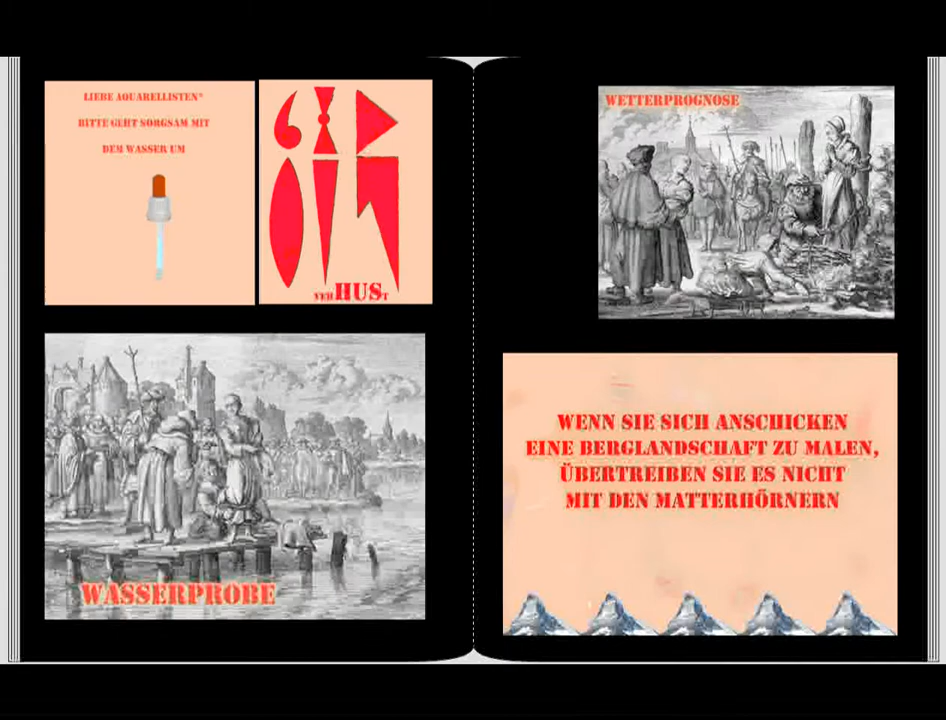 LIEBE AQUARELLISTEN*
BITTE GEHT SORGSAM MIT
DEM WASSER UM
VERHUST
WASSERPROBE
WETTERPROGNOSE
WENN SIE SICH ANSCHICKEN
EINE BERGLANDSCHAFT ZU MALEN,
ÜBERTREIBEN SIE ES NICHT
MIT DEN MATTERHÖRNERN